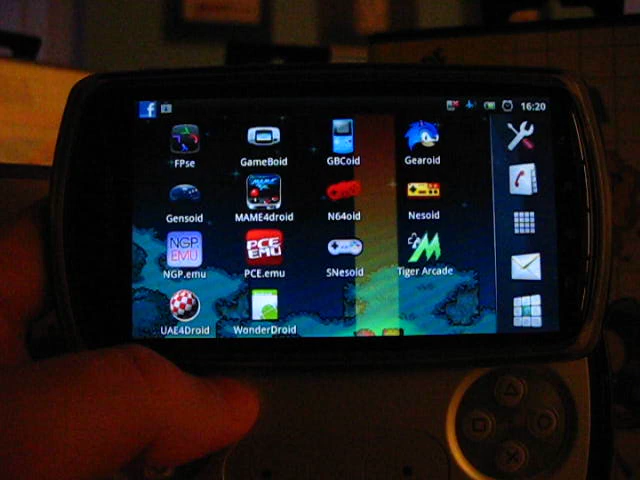 f
16:20
FPse
GameBoid
GBCoid
Gearoid
Gensoid
MAME
MAME4droid
N64oid
Nesoid
NGP.
EMU
NGP.emu
PCE.
EMU
PCE.emu
SNesoid
Tiger Arcade
UAE4Droid
WonderDroid